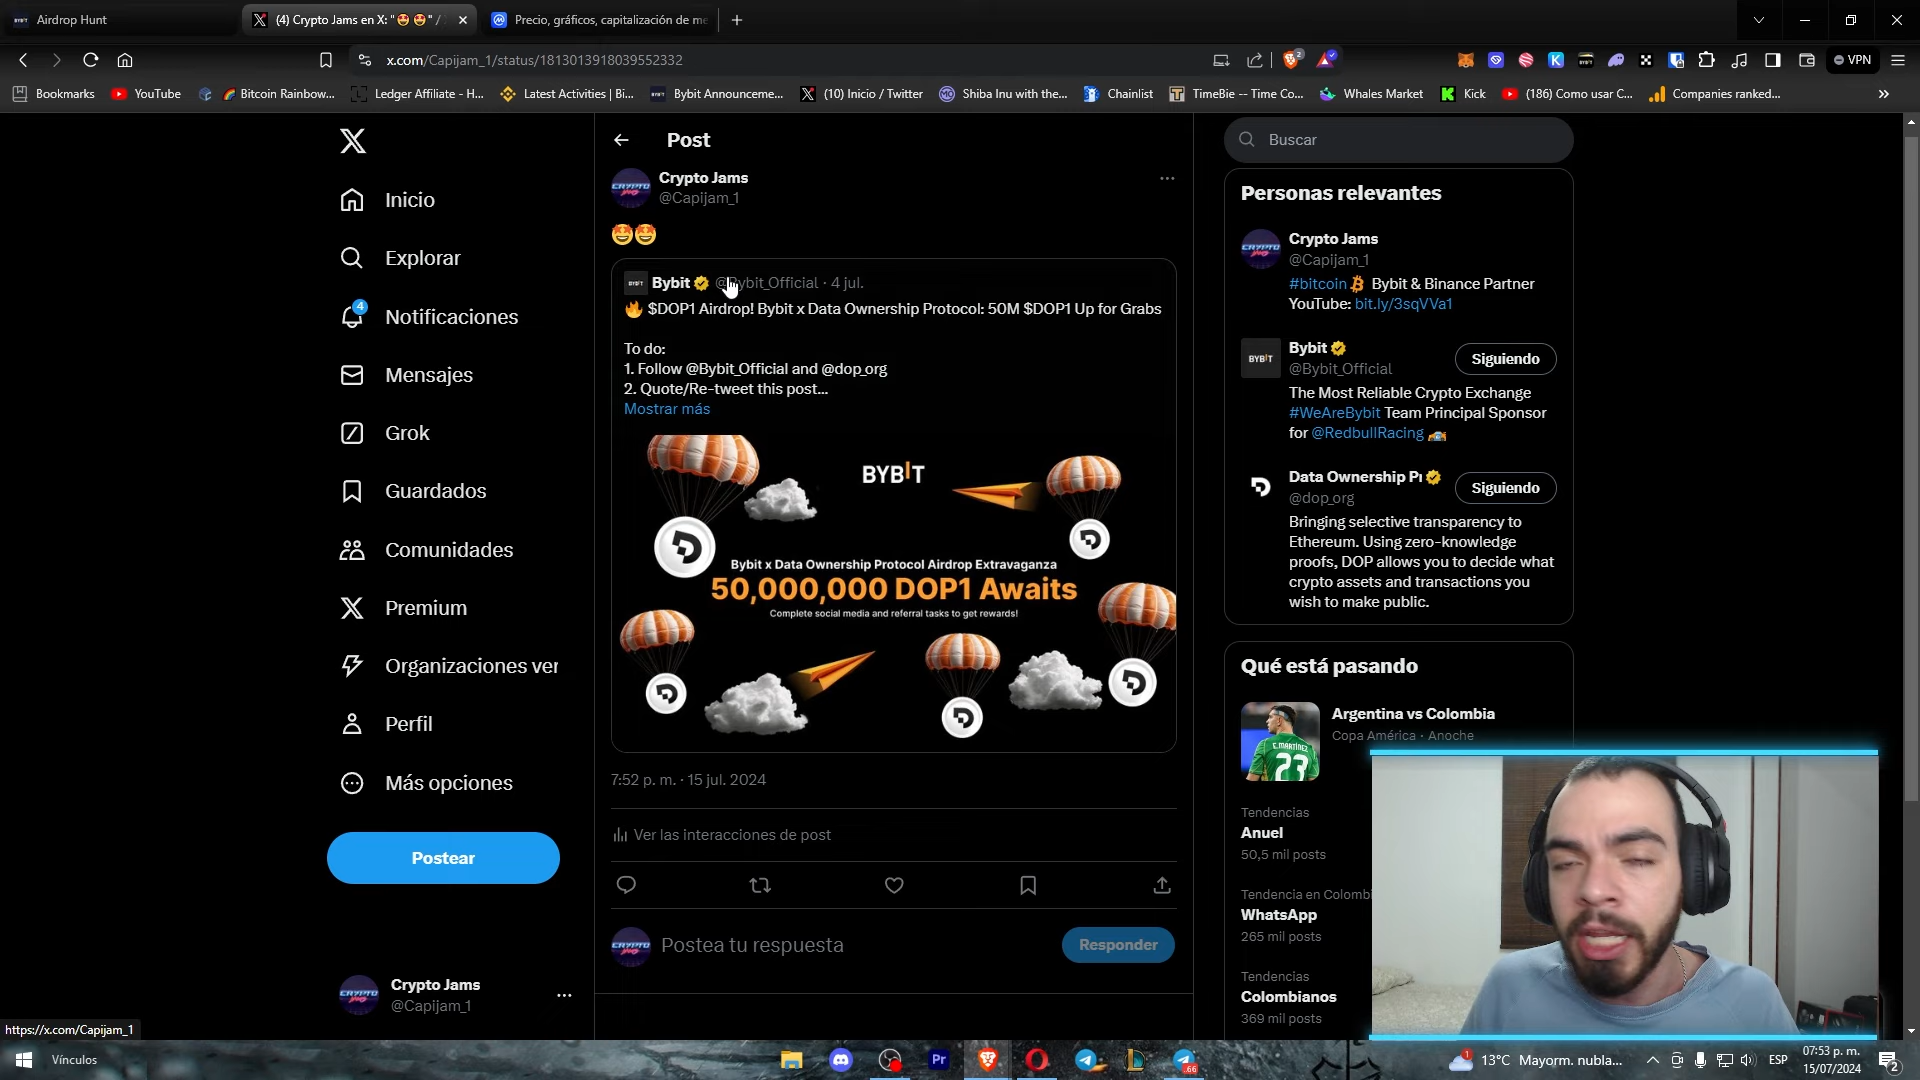 Airdrop Hunt
(4) Crypto Jams en X: "🤩🤩" /
Precio, gráficos, capitalización de me
x.com/Capijam_1/status/1813013918039552332
VPN
Bookmarks
YouTube
Bitcoin Rainbow...
Ledger Affiliate - H...
Latest Activities | Bi...
Bybit Announceme...
(10) Inicio / Twitter
Shiba Inu with the...
Chainlist
TimeBie -- Time Co...
Whales Market
Kick
(186) Como usar C...
Companies ranked...
Inicio
Explorar
4
Notificaciones
Mensajes
Grok
Guardados
Comunidades
Premium
Organizaciones ver
Perfil
Más opciones
Postear
Crypto Jams
@Capijam_1
https://x.com/Capijam_1
Post
Crypto Jams
@Capijam_1
🤩🤩
Bybit @Bybit_Official · 4 jul.
🔥 $DOP1 Airdrop! Bybit x Data Ownership Protocol: 50M $DOP1 Up for Grabs
To do:
1. Follow @Bybit_Official and @dop_org
2. Quote/Re-tweet this post...
Mostrar más
BYBIT
Bybit x Data Ownership Protocol Airdrop Extravaganza
50,000,000 DOP1 Awaits
Complete social media and referral tasks to get rewards!
7:52 p. m. · 15 jul. 2024
Ver las interacciones de post
Postea tu respuesta
Responder
Buscar
Personas relevantes
Crypto Jams
@Capijam_1
#bitcoin Bybit & Binance Partner
YouTube: bit.ly/3sqVVa1
BYBIT
Bybit
@Bybit_Official
Siguiendo
The Most Reliable Crypto Exchange
#WeAreBybit Team Principal Sponsor
for @RedbullRacing
Data Ownership Pr
@dop_org
Siguiendo
Bringing selective transparency to
Ethereum. Using zero-knowledge
proofs, DOP allows you to decide what
crypto assets and transactions you
wish to make public.
Qué está pasando
Argentina vs Colombia
Copa América · Anoche
E.MARTÍNEZ
23
Tendencias
Anuel
50,5 mil posts
Tendencia en Colombi
WhatsApp
265 mil posts
Tendencias
Colombianos
369 mil posts
Vínculos
Pr
66
1
13°C Mayorm. nubla...
ESP
07:53 p. m.
15/07/2024
2